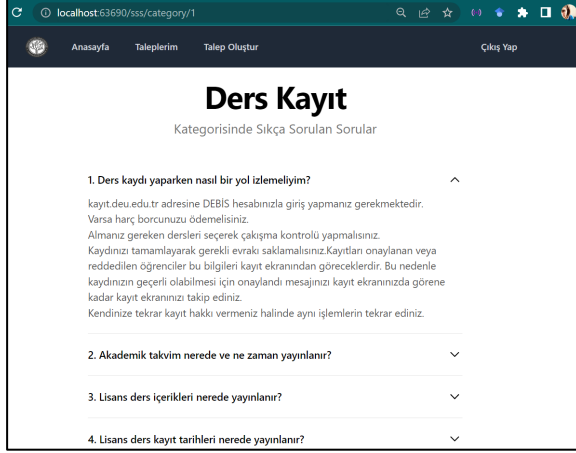 localhost:63690/sss/category/1
Anasayfa Taleplerim Talep Oluştur Çıkış Yap
Ders Kayıt
Kategorisinde Sıkça Sorulan Sorular
1. Ders kaydı yaparken nasıl bir yol izlemeliyim?
kayıt.deu.edu.tr adresine DEBİS hesabınızla giriş yapmanız gerekmektedir.
Varsa harç borcunuzu ödemelisiniz.
Almanız gereken dersleri seçerek çakışma kontrolü yapmalısınız.
Kaydınızı tamamlayarak gerekli evrakı saklamalısınız.Kayıtları onaylanan veya
reddedilen öğrenciler bu bilgileri kayıt ekranından göreceklerdir. Bu nedenle
kaydınızın geçerli olabilmesi için onaylandı mesajınızı kayıt ekranınızda görene
kadar kayıt ekranınızı takip ediniz.
Kendinize tekrar kayıt hakkı vermeniz halinde aynı işlemlerin tekrar ediniz.
2. Akademik takvim nerede ve ne zaman yayınlanır?
3. Lisans ders içerikleri nerede yayınlanır?
4. Lisans ders kayıt tarihleri nerede yayınlanır?